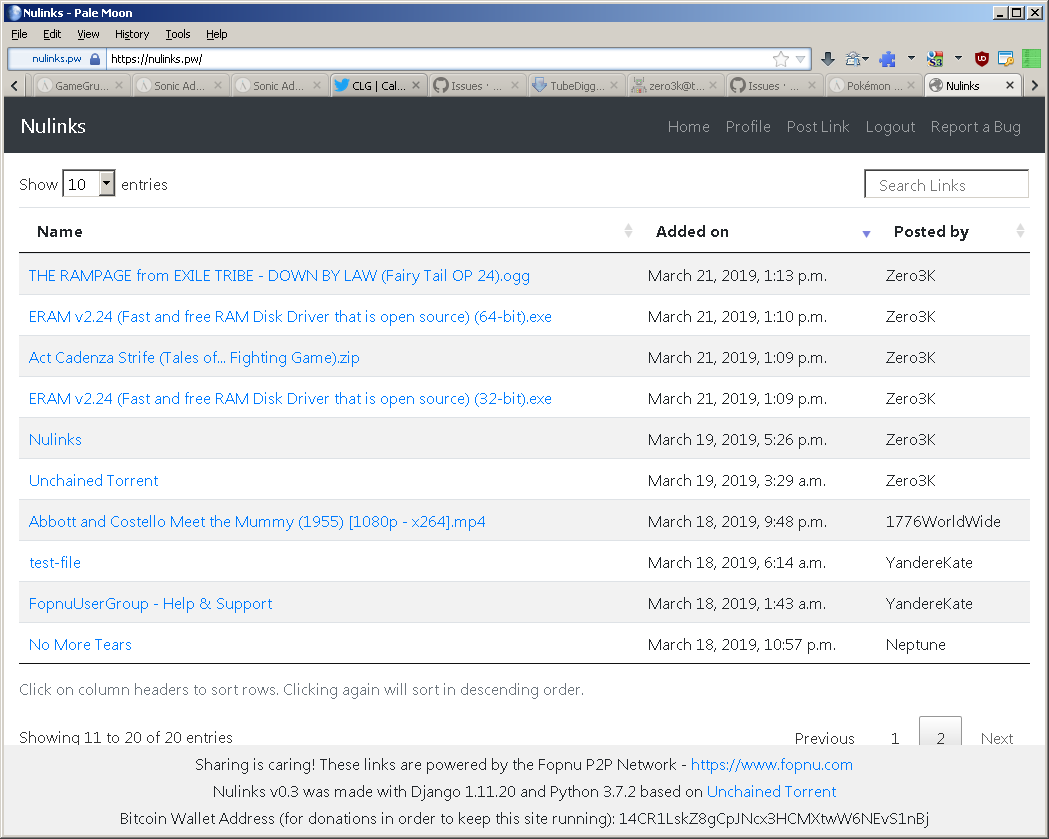 Nulinks - Pale Moon
File Edit View History Tools Help
nulinks.pw https://nulinks.pw/
GameGru... Sonic Ad... Sonic Ad... CLG | Cal... Issues · ... TubeDigg... zero3k@t... Issues · ... Pokémon ... Nulinks
Nulinks Home Profile Post Link Logout Report a Bug
Show 10 entries Search Links
Name Added on Posted by
THE RAMPAGE from EXILE TRIBE - DOWN BY LAW (Fairy Tail OP 24).ogg March 21, 2019, 1:13 p.m. Zero3K
ERAM v2.24 (Fast and free RAM Disk Driver that is open source) (64-bit).exe March 21, 2019, 1:10 p.m. Zero3K
Act Cadenza Strife (Tales of... Fighting Game).zip March 21, 2019, 1:09 p.m. Zero3K
ERAM v2.24 (Fast and free RAM Disk Driver that is open source) (32-bit).exe March 21, 2019, 1:09 p.m. Zero3K
Nulinks March 19, 2019, 5:26 p.m. Zero3K
Unchained Torrent March 19, 2019, 3:29 a.m. Zero3K
Abbott and Costello Meet the Mummy (1955) [1080p - x264].mp4 March 18, 2019, 9:48 p.m. 1776WorldWide
test-file March 18, 2019, 6:14 a.m. YandereKate
FopnuUserGroup - Help & Support March 18, 2019, 1:43 a.m. YandereKate
No More Tears March 18, 2019, 10:57 p.m. Neptune
Click on column headers to sort rows. Clicking again will sort in descending order.
Showing 11 to 20 of 20 entries Previous 1 2 Next
Sharing is caring! These links are powered by the Fopnu P2P Network - https://www.fopnu.com
Nulinks v0.3 was made with Django 1.11.20 and Python 3.7.2 based on Unchained Torrent
Bitcoin Wallet Address (for donations in order to keep this site running): 14CR1LskZ8gCpJNcx3HCMXtwW6NEvS1nBj